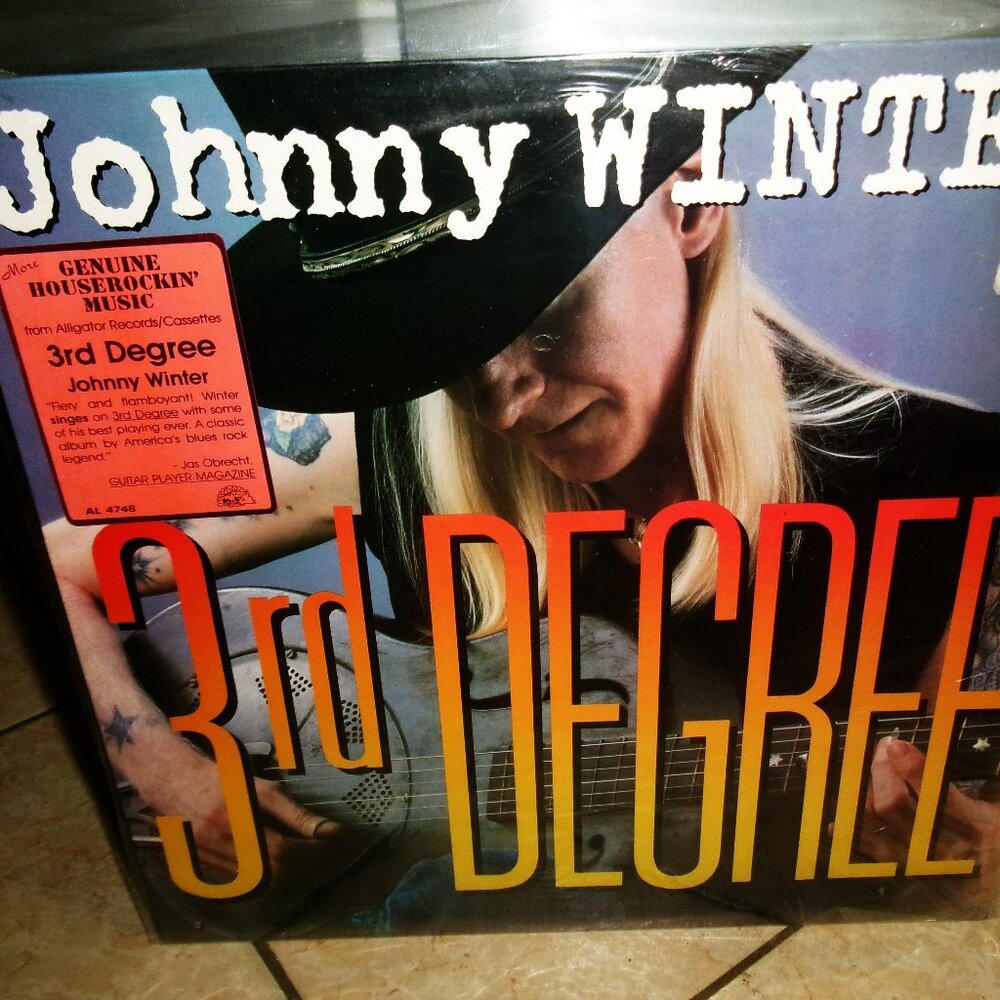 Johnny WINTE
More
GENUINE
HOUSEROCKIN'
MUSIC
from Alligator Records/Cassettes
3rd Degree
Johnny Winter
"Fiery and flamboyant! Winter
singes on 3rd Degree with some
of his best playing ever. A classic
album by America's blues rock
legend."
- Jas Obrecht,
GUITAR PLAYER MAGAZINE
AL 4748
3rd DEGREE